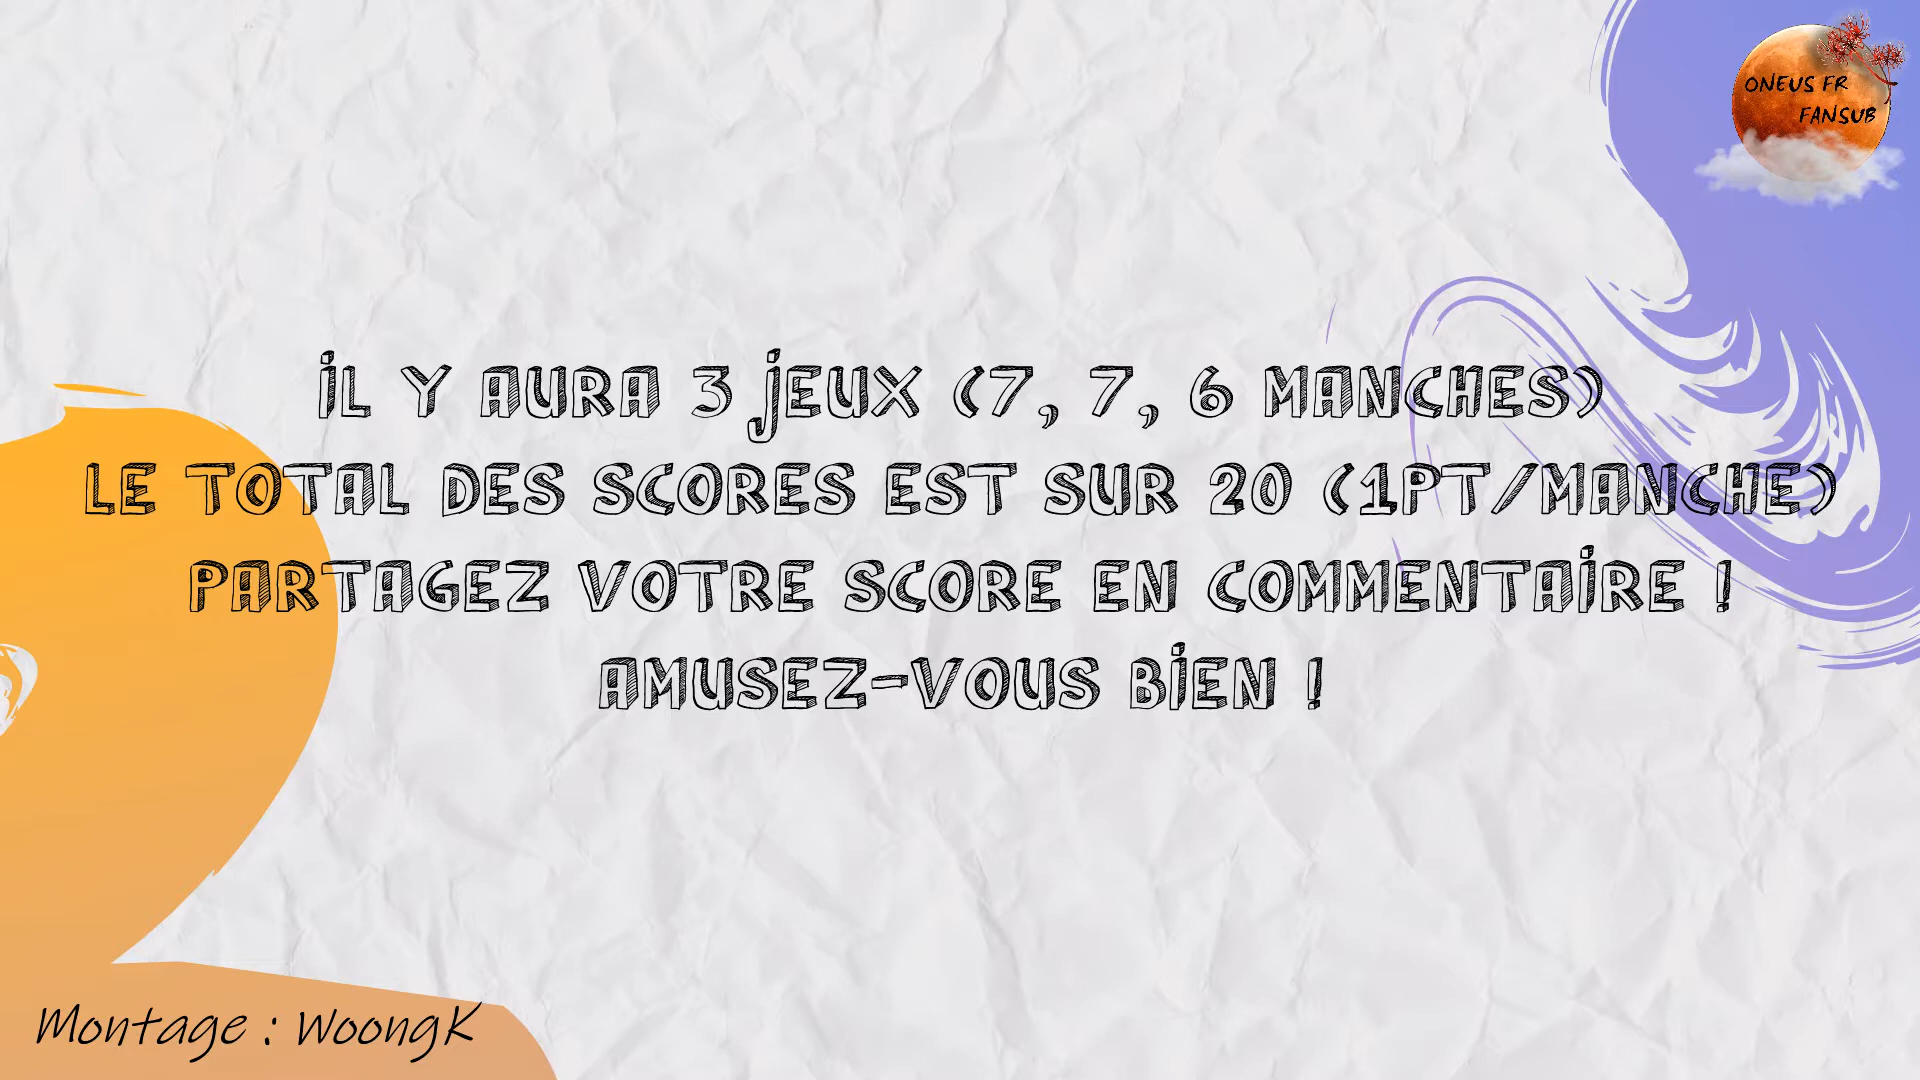 ONEUS FR
FANSUB
IL Y AURA 3 JEUX (7, 7, 6 MANCHES)
LE TOTAL DES SCORES EST SUR 20 (1PT/MANCHE)
PARTAGEZ VOTRE SCORE EN COMMENTAIRE !
AMUSEZ-VOUS BIEN !
Montage : WoongK